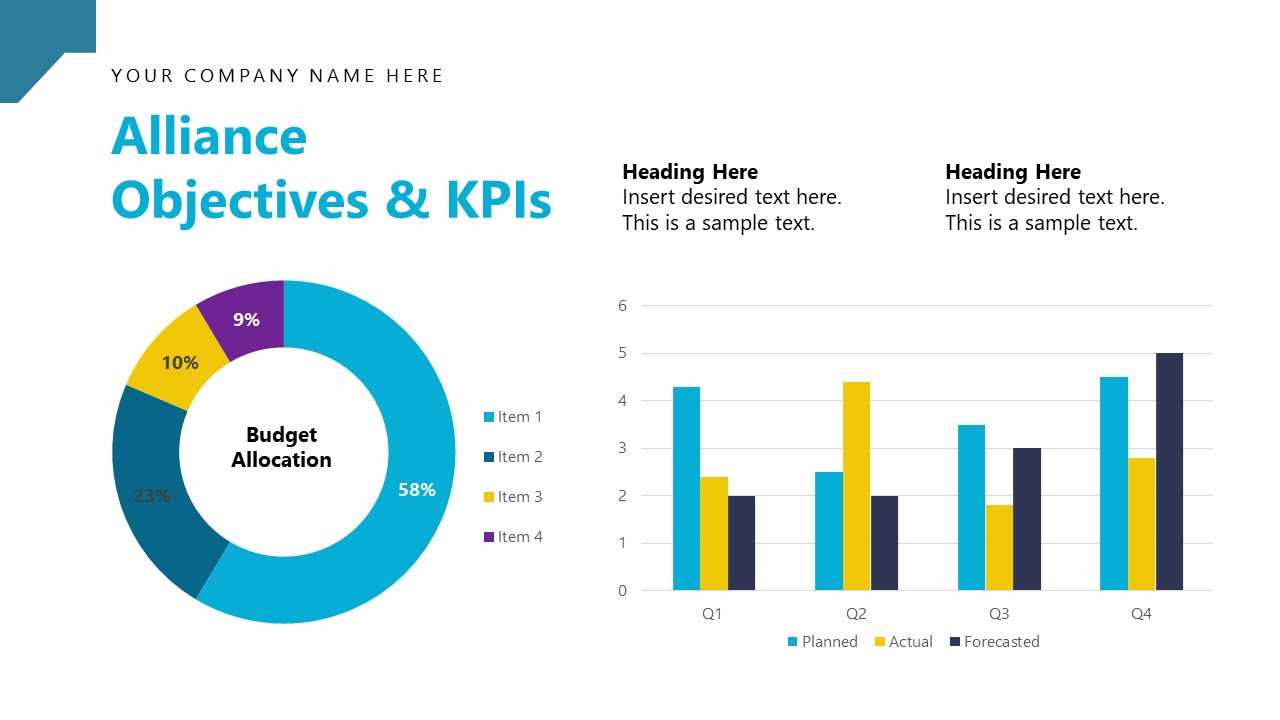 YOUR COMPANY NAME HERE
Alliance
Objectives & KPIs
Heading Here
Insert desired text here.
This is a sample text.
Heading Here
Insert desired text here.
This is a sample text.
9%
10%
23%
58%
Budget
Allocation
Item 1
Item 2
Item 3
Item 4
6
5
4
3
2
1
0
Q1 Q2 Q3 Q4
Planned Actual Forecasted